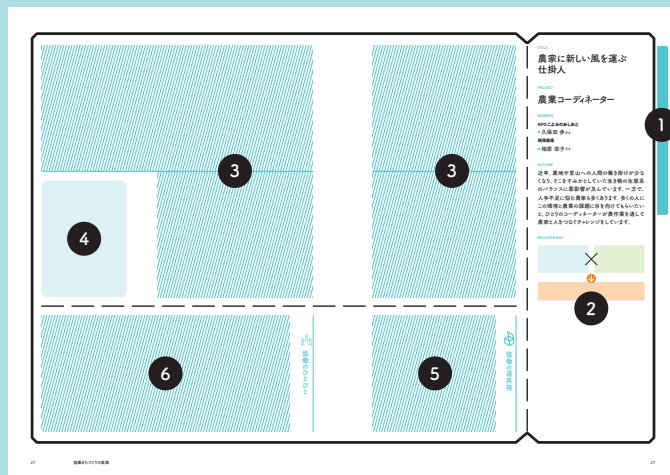 TITLE
農家に新しい風を運ぶ
仕掛人
PROJECT
農業コーディネーター
MEMBER
NPOこよみのあしおと
久保田 歩さん
相原農場
相原 栄子さん
OUTLINE
近年、農地や里山への人間の働き掛けが少な
くなり、そこをすみかとしていた生き物の生態系
のバランスに悪影響が及んでいます。一方で、
人手不足に悩む農家も多くあります。多くの人に
この環境と農業の課題に目を向けてもらいたい
と、ひとりのコーディネーターが農作業を通して
農家と人をつなぐチャレンジをしています。
RELATION MAP
1
2
3
3
4
協働の道具箱
5
協働のひとびと
6
27
協働まちづくりの実践
27